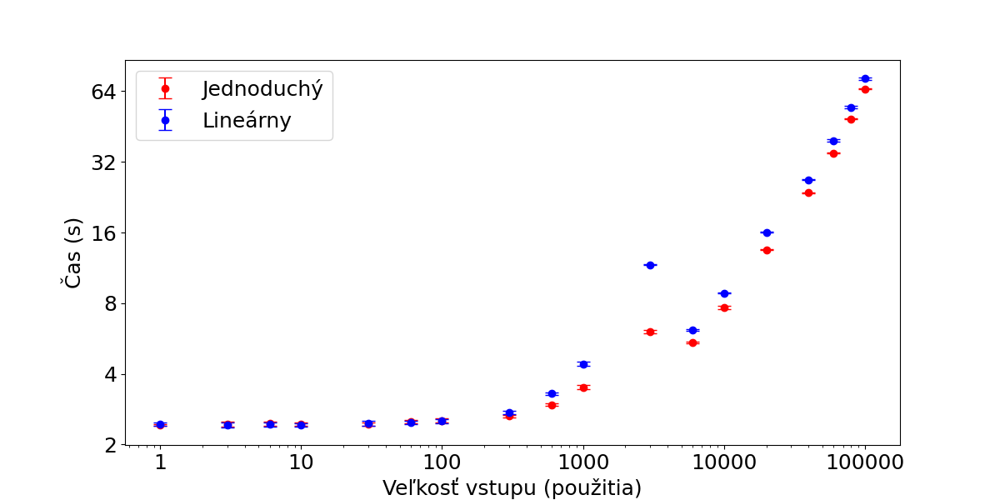 Jednoduchý
Lineárny
64
32
16
8
4
2
Čas (s)
1 10 100 1000 10000 100000
Veľkosť vstupu (použitia)